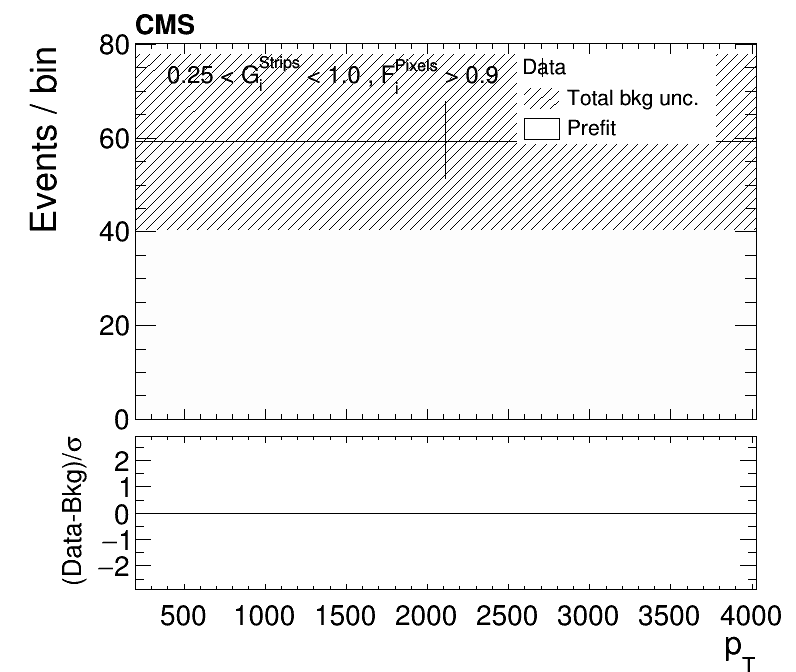 CMS
Events / bin
80
60
40
20
0
0.25 < G_i^Strips < 1.0 , F_i^Pixels > 0.9
Data
Total bkg unc.
Prefit
(Data-Bkg)/σ
2
1
0
−1
−2
500 1000 1500 2000 2500 3000 3500 4000
p_T